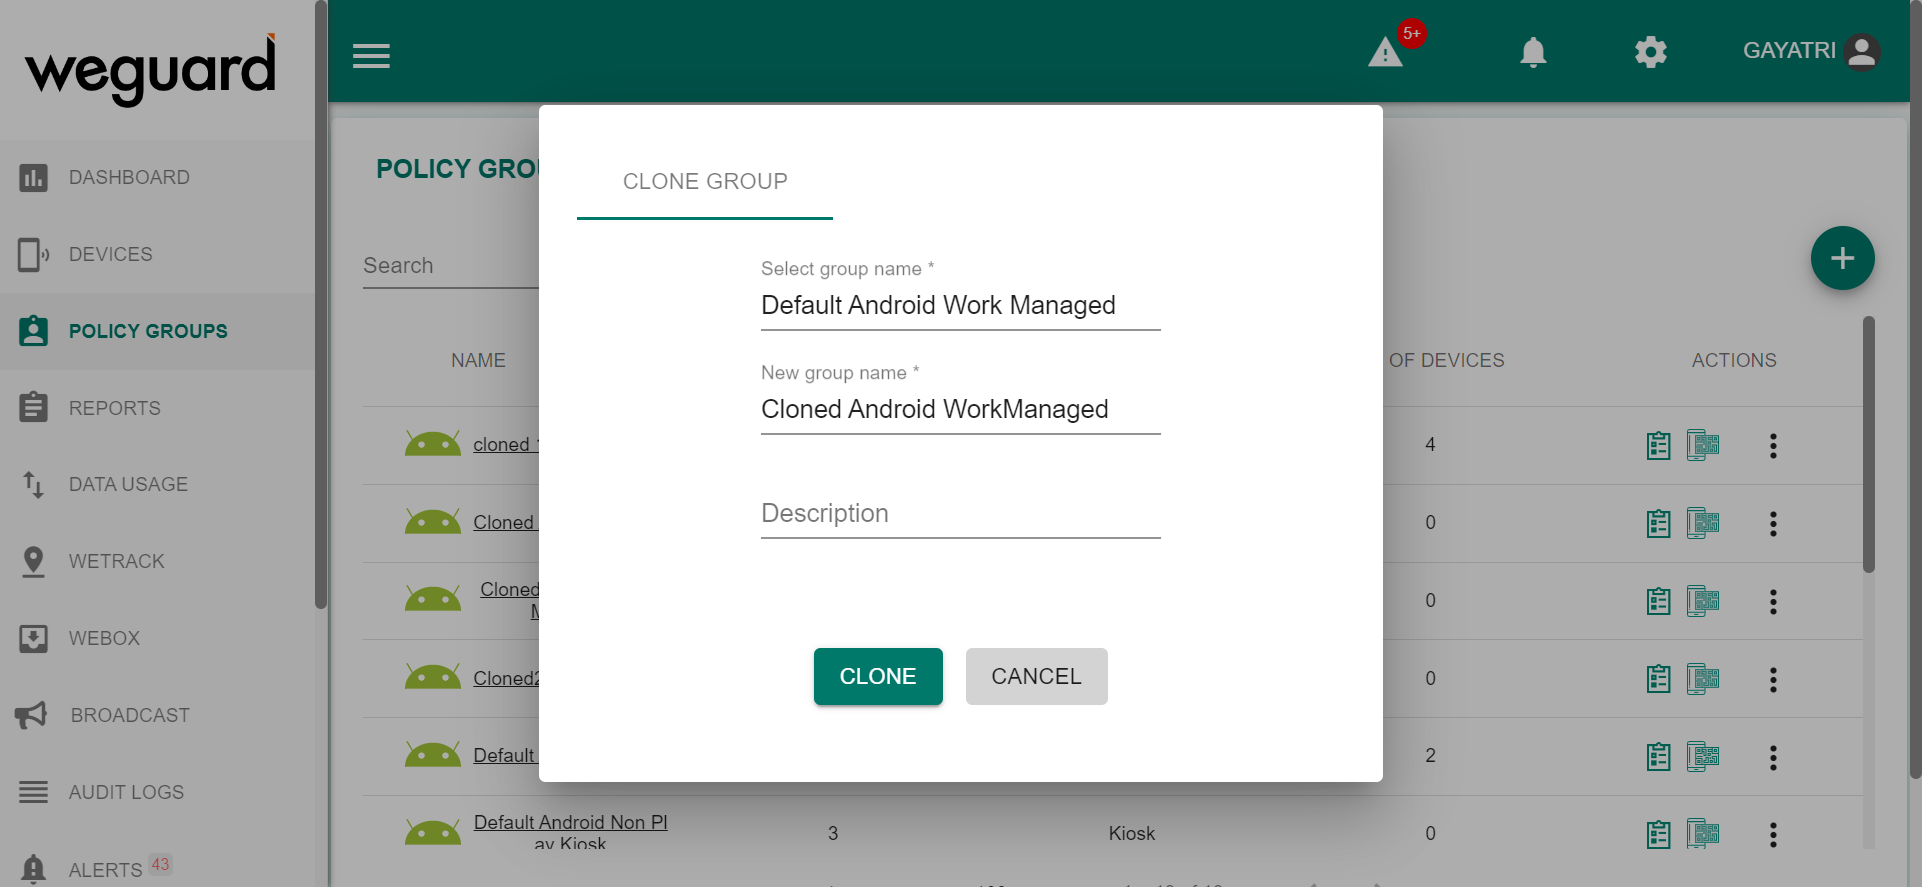 weguard
5+
GAYATRI
DASHBOARD
DEVICES
POLICY GROUPS
REPORTS
DATA USAGE
WETRACK
WEBOX
BROADCAST
AUDIT LOGS
ALERTS 43
POLICY GROU
Search
NAME
OF DEVICES
ACTIONS
cloned
4
Cloned
0
Cloned
0
Cloned2
0
Default
2
Default Android Non Pl
ay Kiosk
3
Kiosk
0
CLONE GROUP
Select group name *
Default Android Work Managed
New group name *
Cloned Android WorkManaged
Description
CLONE
CANCEL